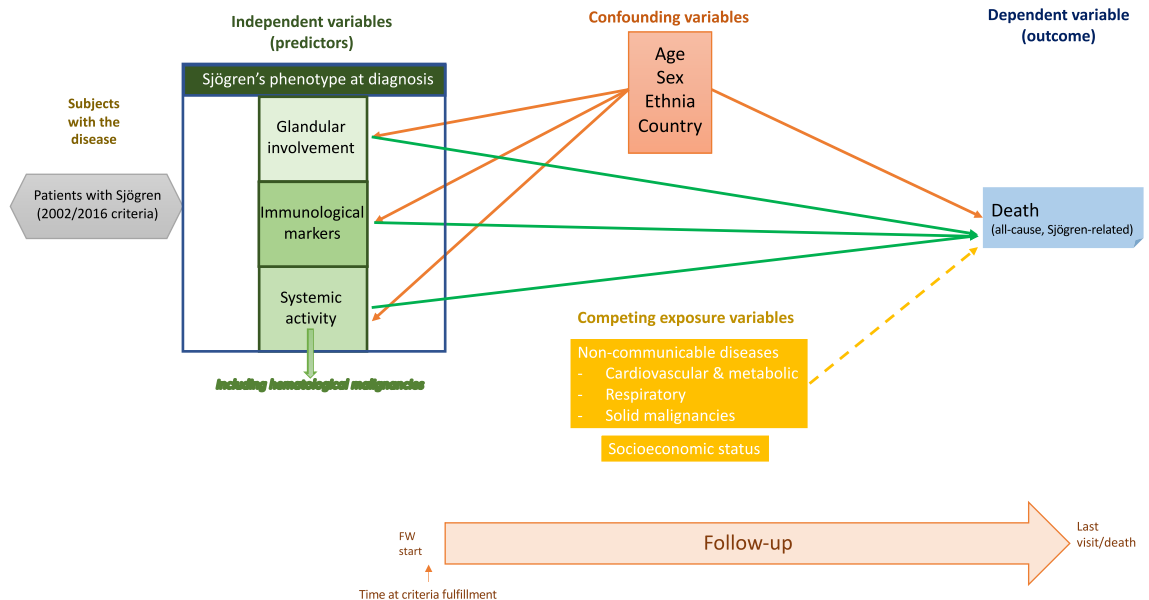 Independent variables
(predictors)
Confounding variables
Dependent variable
(outcome)
Subjects
with the
disease
Patients with Sjögren
(2002/2016 criteria)
Sjögren’s phenotype at diagnosis
Glandular
involvement
Immunological
markers
Systemic
activity
Including hematological malignancies
Age
Sex
Ethnia
Country
Death
(all-cause, Sjögren-related)
Competing exposure variables
Non-communicable diseases
- Cardiovascular & metabolic
- Respiratory
- Solid malignancies
Socioeconomic status
FW
start
Follow-up
Last
visit/death
Time at criteria fulfillment